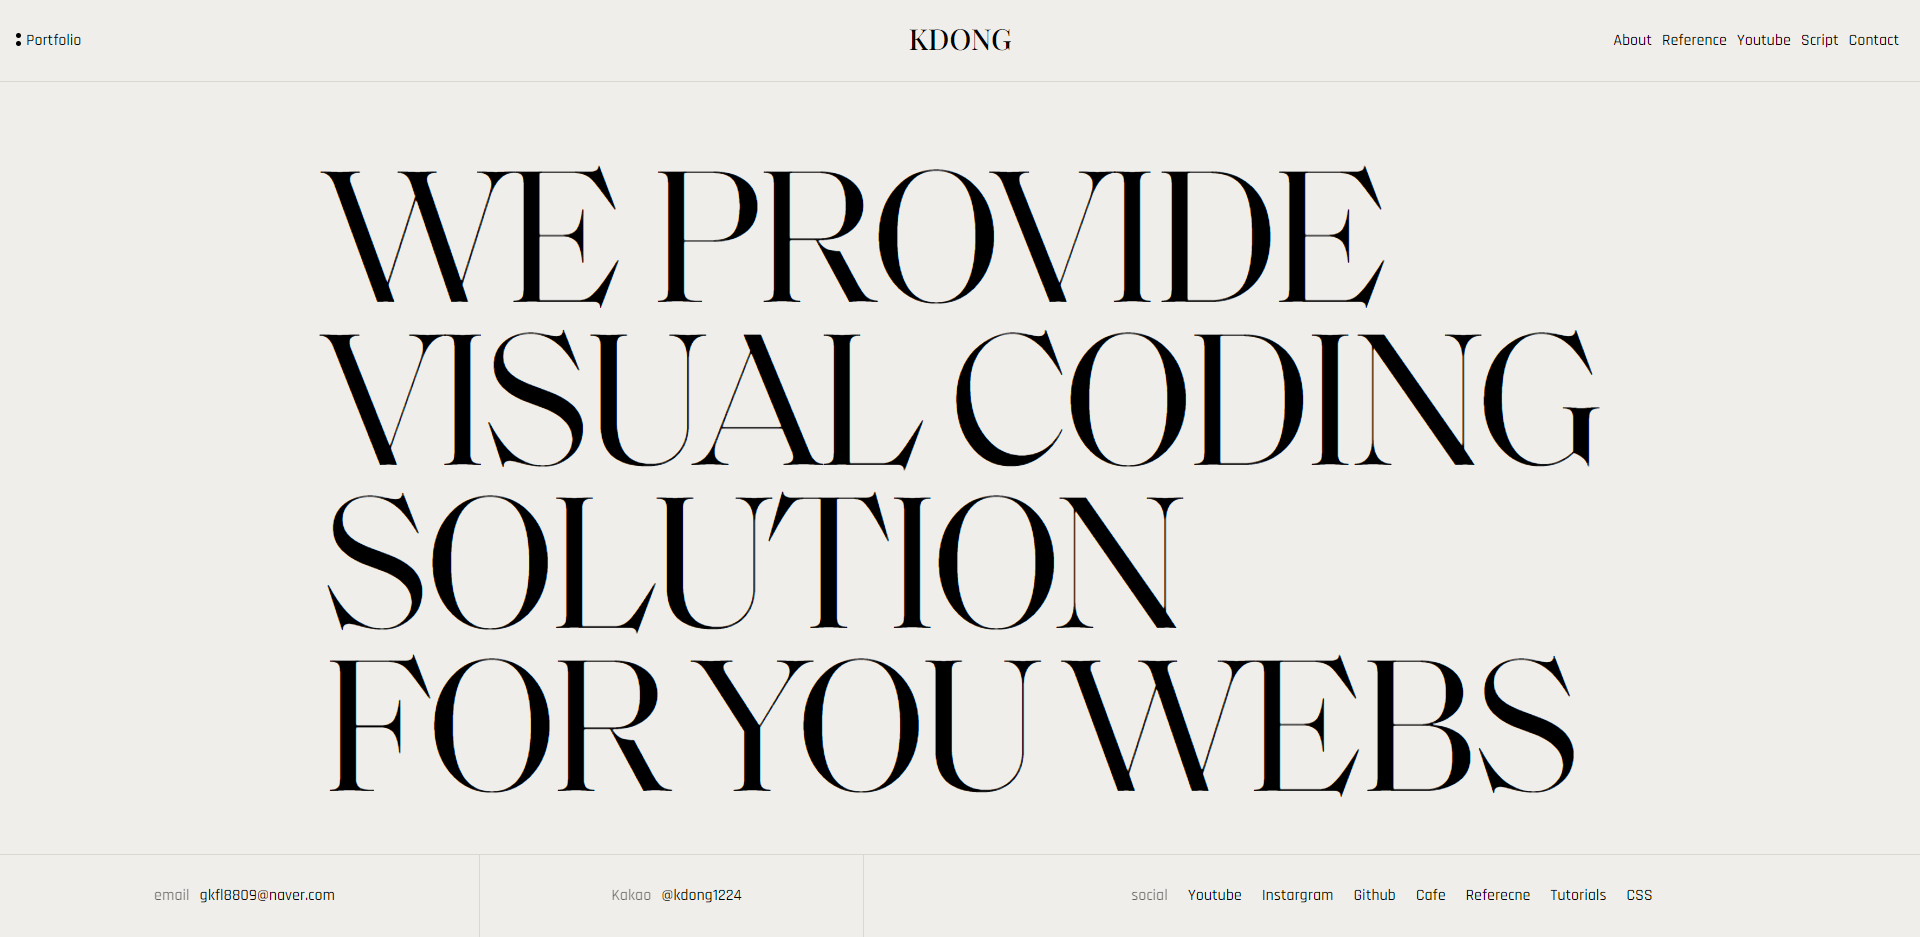 Portfolio
KDONG
About Reference Youtube Script Contact
WE PROVIDE
VISUAL CODING
SOLUTION
FOR YOU WEBS
email gkfl8809@naver.com
Kakao @kdong1224
social Youtube Instargram Github Cafe Referecne Tutorials CSS